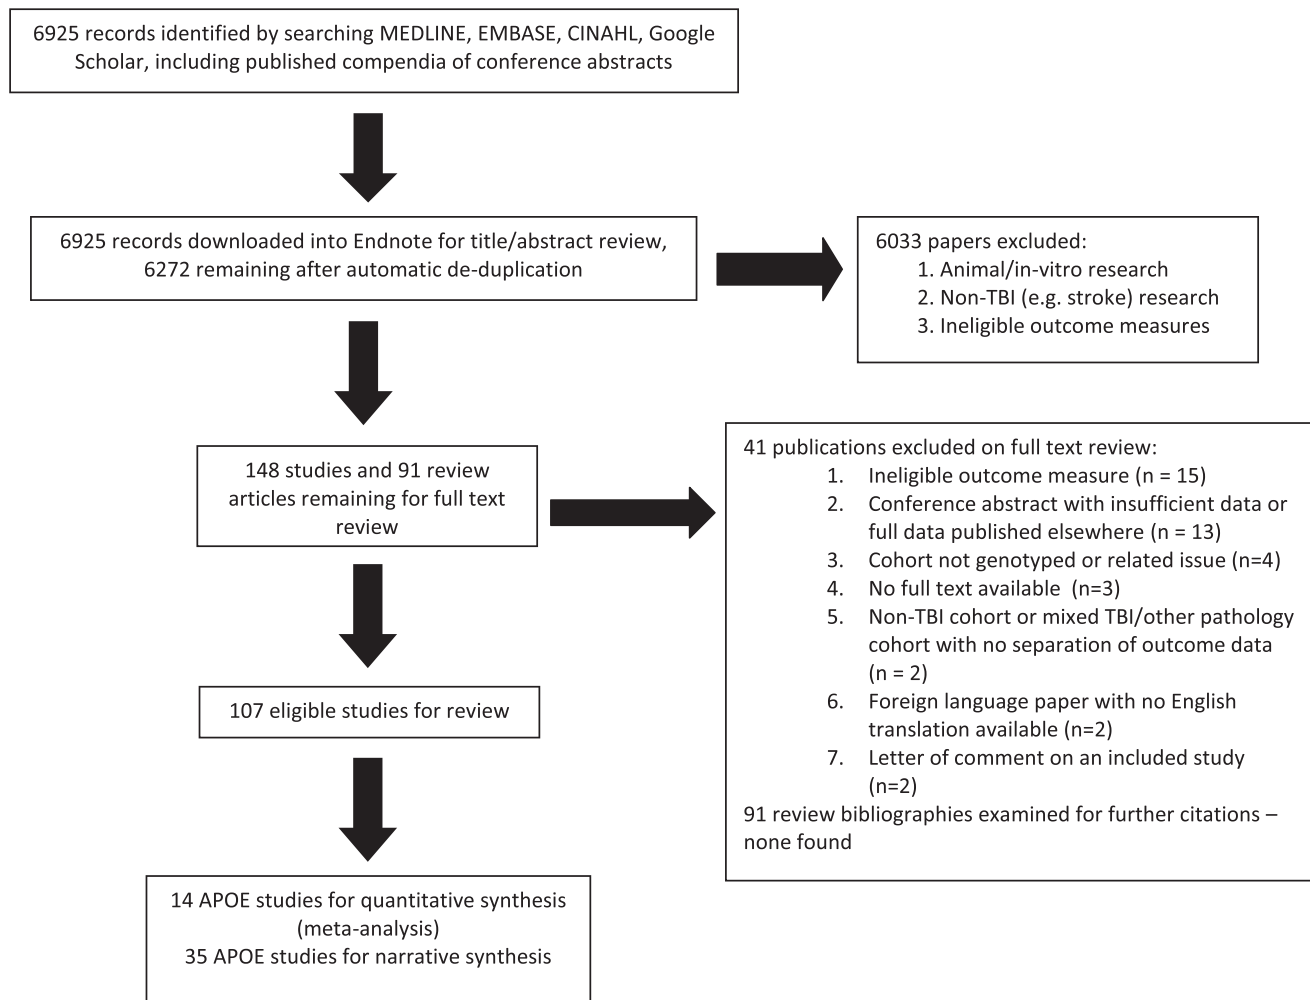 6925 records identified by searching MEDLINE, EMBASE, CINAHL, Google
Scholar, including published compendia of conference abstracts
6925 records downloaded into Endnote for title/abstract review,
6272 remaining after automatic de-duplication
6033 papers excluded:
1. Animal/in-vitro research
2. Non-TBI (e.g. stroke) research
3. Ineligible outcome measures
148 studies and 91 review
articles remaining for full text
review
41 publications excluded on full text review:
1. Ineligible outcome measure (n = 15)
2. Conference abstract with insufficient data or
full data published elsewhere (n = 13)
3. Cohort not genotyped or related issue (n=4)
4. No full text available (n=3)
5. Non-TBI cohort or mixed TBI/other pathology
cohort with no separation of outcome data
(n = 2)
6. Foreign language paper with no English
translation available (n=2)
7. Letter of comment on an included study
(n=2)
91 review bibliographies examined for further citations –
none found
107 eligible studies for review
14 APOE studies for quantitative synthesis
(meta-analysis)
35 APOE studies for narrative synthesis